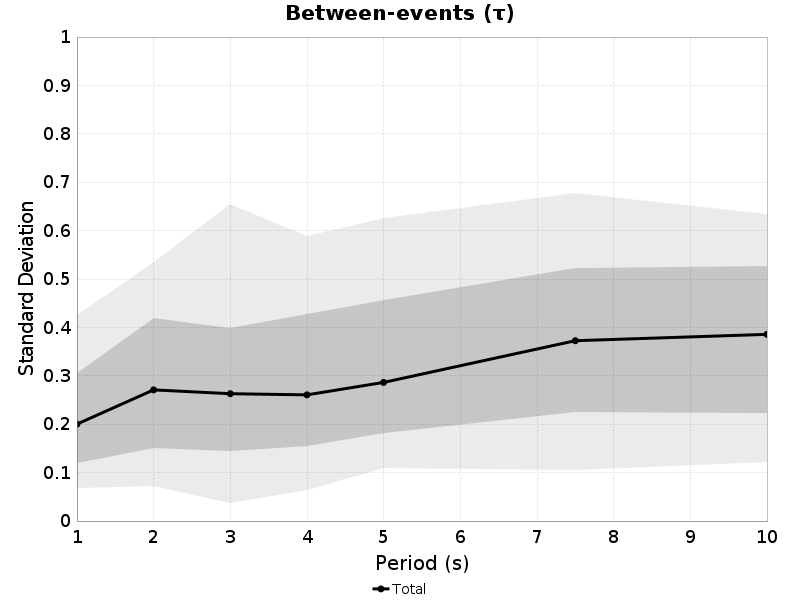 Between-events (τ)
1
0.9
0.8
0.7
0.6
0.5
0.4
0.3
0.2
0.1
0
Standard Deviation
1 2 3 4 5 6 7 8 9 10
Period (s)
Total